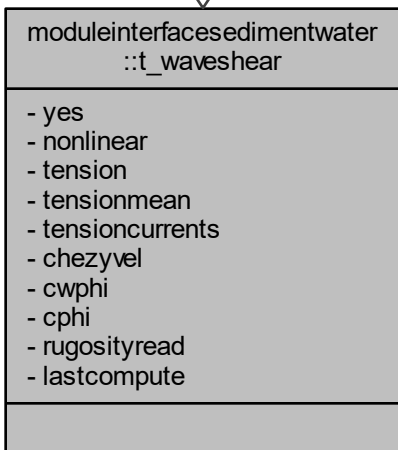 moduleinterfacesedimentwater
::t_waveshear
- yes
- nonlinear
- tension
- tensionmean
- tensioncurrents
- chezyvel
- cwphi
- cphi
- rugosityread
- lastcompute